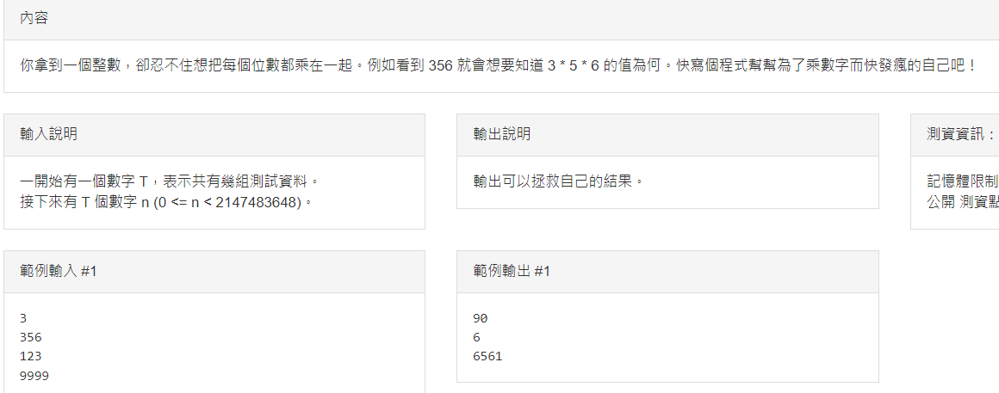 內容
你拿到一個整數，卻忍不住想把每個位數都乘在一起。例如看到 356 就會想要知道 3 * 5 * 6 的值為何。快寫個程式幫幫為了乘數字而快發瘋的自己吧！
輸入說明
一開始有一個數字 T，表示共有幾組測試資料。
接下來有 T 個數字 n (0 <= n < 2147483648)。
輸出說明
輸出可以拯救自己的結果。
測資資訊：
記憶體限制
公開 測資點
範例輸入 #1
3
356
123
9999
範例輸出 #1
90
6
6561